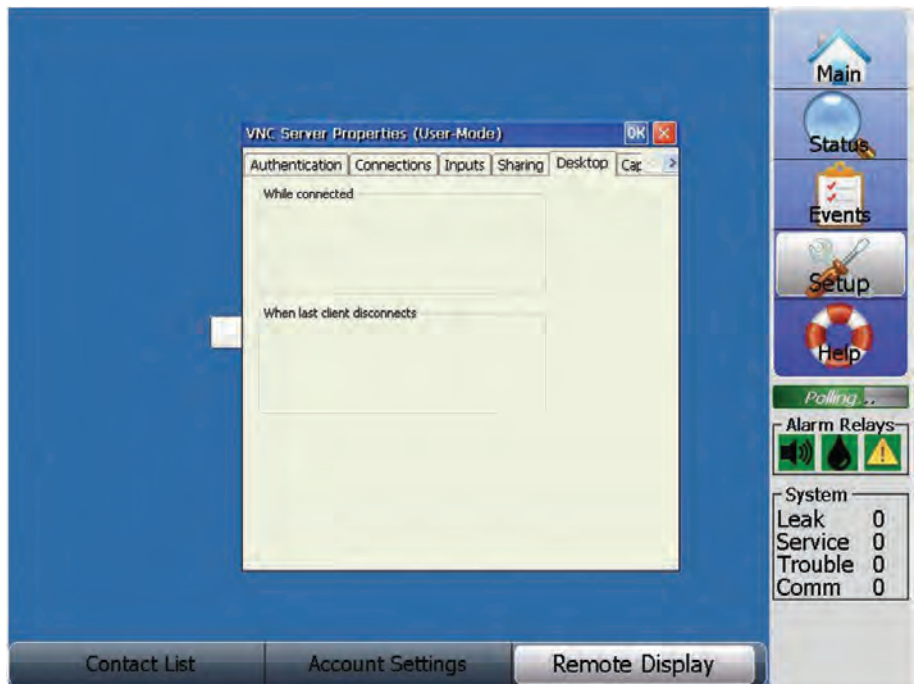 VNC Server Properties (User-Mode)
OK
Authentication
Connections
Inputs
Sharing
Desktop
While connected
When last client disconnects
Main
Status
Events
Setup
Help
Polling...
Alarm Relays
System
Leak 0
Service 0
Trouble 0
Comm 0
Contact List
Account Settings
Remote Display